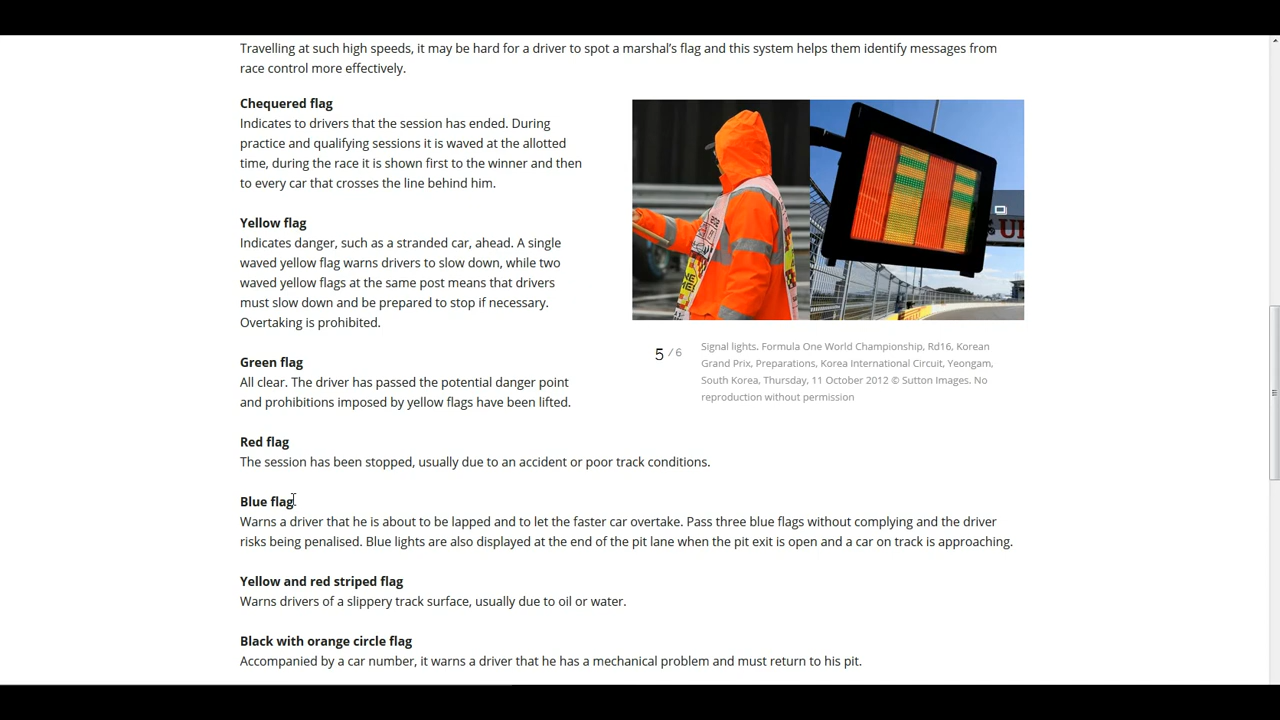 Travelling at such high speeds, it may be hard for a driver to spot a marshal’s flag and this system helps them identify messages from
race control more effectively.
Chequered flag
Indicates to drivers that the session has ended. During
practice and qualifying sessions it is waved at the allotted
time, during the race it is shown first to the winner and then
to every car that crosses the line behind him.
Yellow flag
Indicates danger, such as a stranded car, ahead. A single
waved yellow flag warns drivers to slow down, while two
waved yellow flags at the same post means that drivers
must slow down and be prepared to stop if necessary.
Overtaking is prohibited.
Green flag
All clear. The driver has passed the potential danger point
and prohibitions imposed by yellow flags have been lifted.
5 / 6
Signal lights. Formula One World Championship, Rd16, Korean
Grand Prix, Preparations, Korea International Circuit, Yeongam,
South Korea, Thursday, 11 October 2012 © Sutton Images. No
reproduction without permission
Red flag
The session has been stopped, usually due to an accident or poor track conditions.
Blue flag
Warns a driver that he is about to be lapped and to let the faster car overtake. Pass three blue flags without complying and the driver
risks being penalised. Blue lights are also displayed at the end of the pit lane when the pit exit is open and a car on track is approaching.
Yellow and red striped flag
Warns drivers of a slippery track surface, usually due to oil or water.
Black with orange circle flag
Accompanied by a car number, it warns a driver that he has a mechanical problem and must return to his pit.